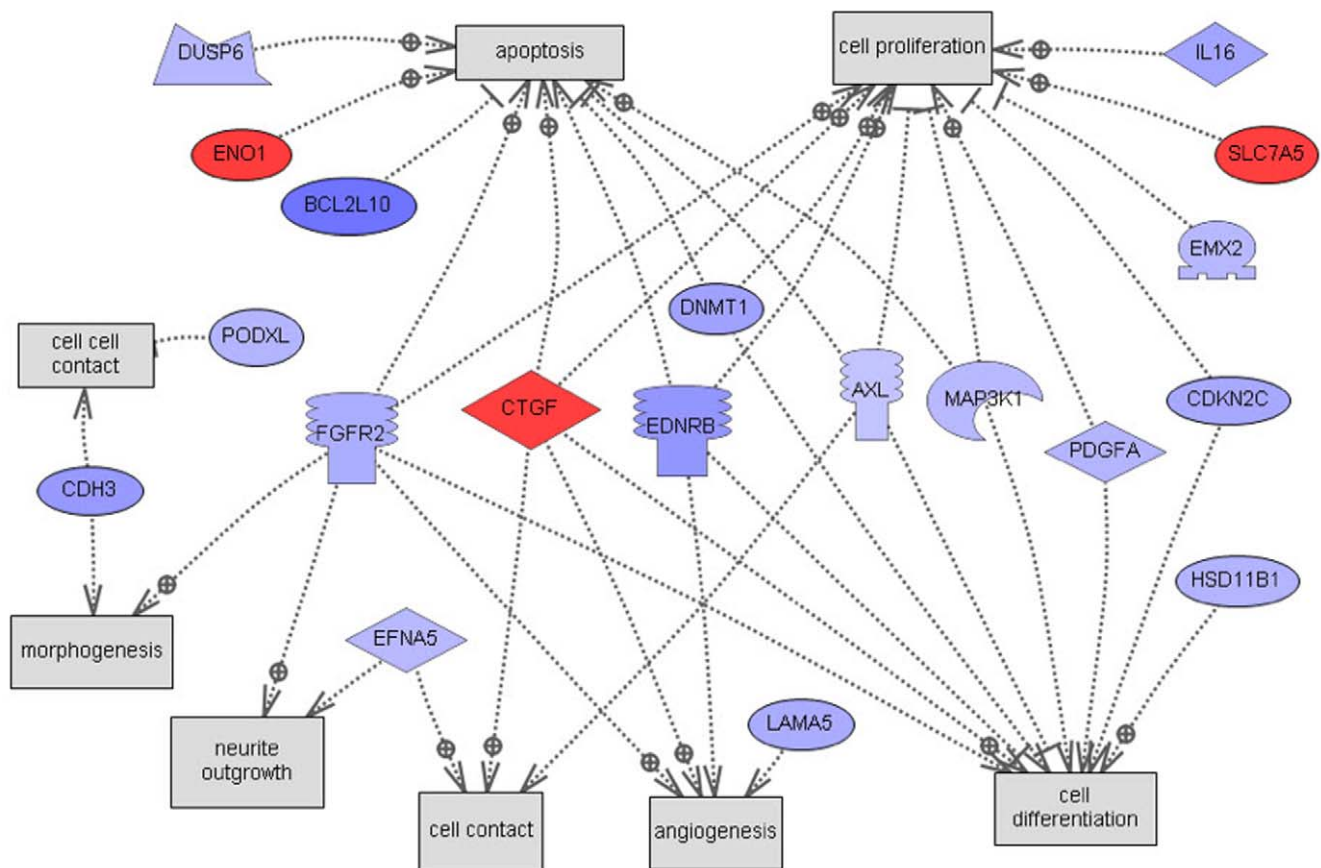 DUSP6
apoptosis
cell proliferation
IL16
ENO1
SLC7A5
BCL2L10
EMX2
DNMT1
PODXL
cell cell
contact
AXL
MAP3K1
CDKN2C
CTGF
FGFR2
EDNRB
PDGFA
CDH3
HSD11B1
EFNA5
morphogenesis
LAMA5
neurite
outgrowth
cell
differentiation
cell contact
angiogenesis